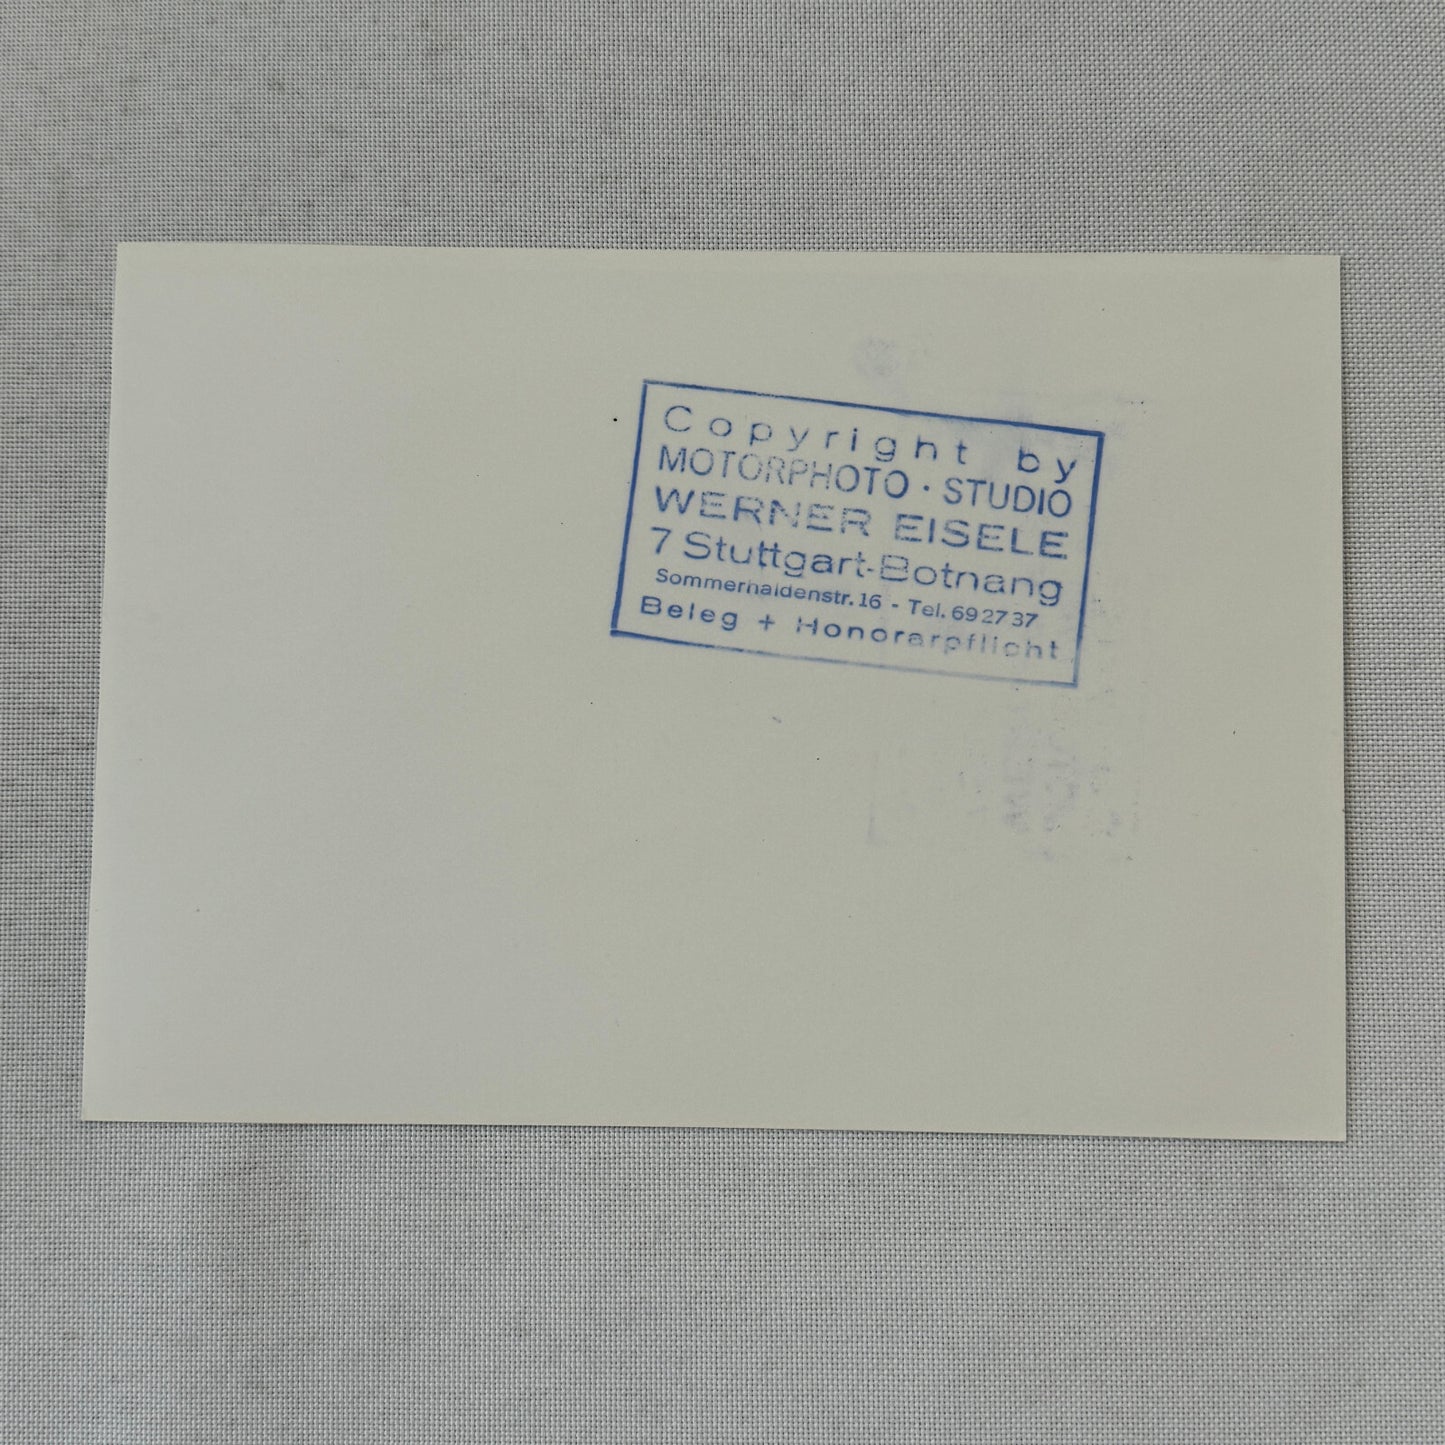 Copyright by
MOTORPHOTO · STUDIO
WERNER EISELE
7 Stuttgart-Botnang
Sommerhaldenstr. 16 - Tel. 69 27 37
Beleg + Honorarpflicht